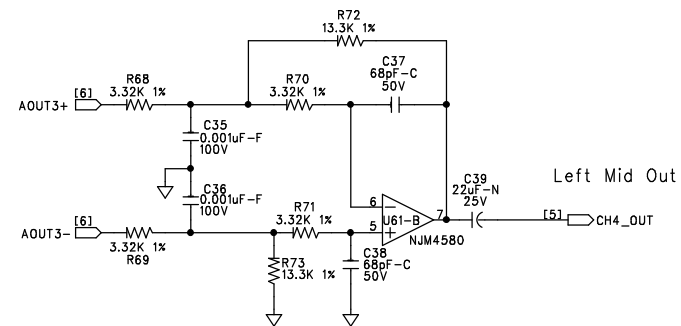 R72
13.3K 1%
C37
68pF-C
50V
[6]
R68
3.32K 1%
R70
3.32K 1%
AOUT3+
C35
0.001uF-F
100V
C36
0.001uF-F
100V
Left Mid Out
C39
22uF-N
25V
6
U61-B
7
5
NJM4580
[5]
CH4_OUT
[6]
R71
3.32K 1%
AOUT3-
3.32K 1%
R69
R73
13.3K 1%
C38
68pF-C
50V